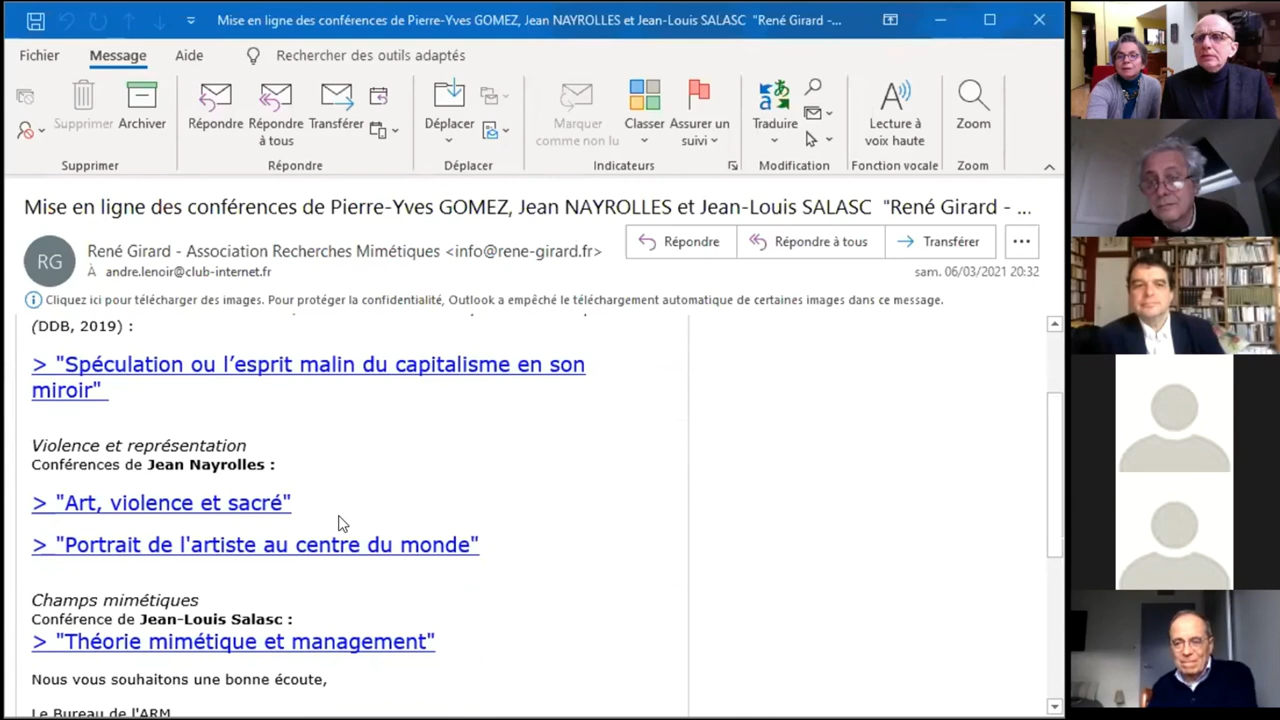 Mise en ligne des conférences de Pierre-Yves GOMEZ, Jean NAYROLLES et Jean-Louis SALASC "René Girard -...
Fichier Message Aide Rechercher des outils adaptés
Supprimer Archiver Répondre Répondre à tous Transférer Déplacer Marquer comme non lu Classer Assurer un suivi Traduire Lecture à voix haute Zoom
Supprimer Répondre Déplacer Indicateurs Modification Fonction vocale Zoom
Mise en ligne des conférences de Pierre-Yves GOMEZ, Jean NAYROLLES et Jean-Louis SALASC "René Girard - ...
RG
René Girard - Association Recherches Mimétiques <info@rene-girard.fr>
À andre.lenoir@club-internet.fr
Répondre Répondre à tous Transférer
sam. 06/03/2021 20:32
Cliquez ici pour télécharger des images. Pour protéger la confidentialité, Outlook a empêché le téléchargement automatique de certaines images dans ce message.
(DDB, 2019) :
> "Spéculation ou l’esprit malin du capitalisme en son
miroir"
Violence et représentation
Conférences de Jean Nayrolles :
> "Art, violence et sacré"
> "Portrait de l'artiste au centre du monde"
Champs mimétiques
Conférence de Jean-Louis Salasc :
> "Théorie mimétique et management"
Nous vous souhaitons une bonne écoute,
Le Bureau de l'ARM